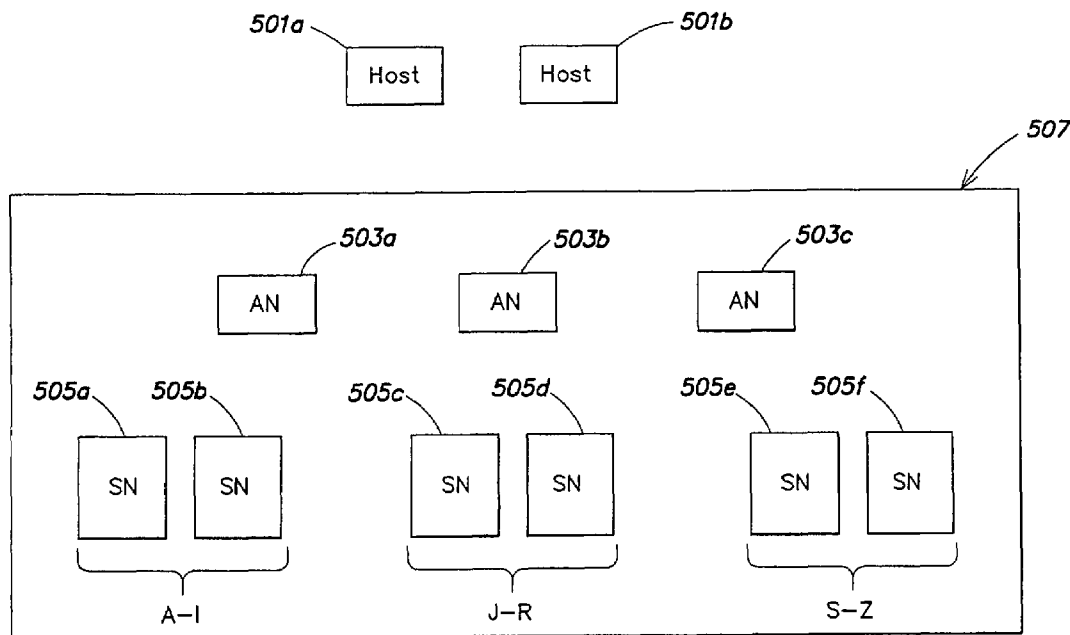 501a 501b
Host Host
507
503a 503b 503c
AN AN AN
505a 505b 505c 505d 505e 505f
SN SN SN SN SN SN
A-I J-R S-Z